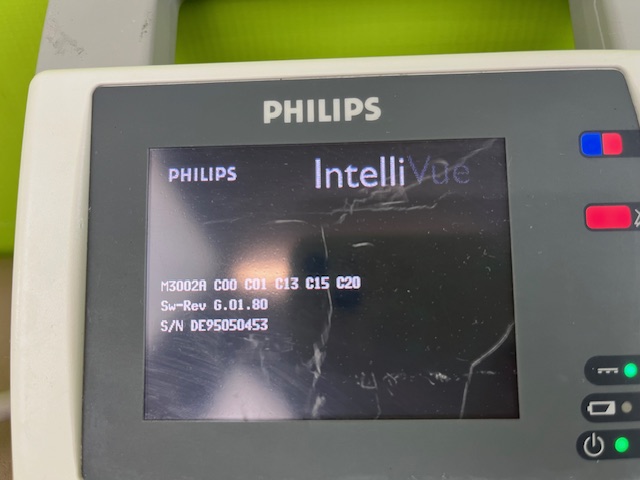 PHILIPS
PHILIPS IntelliVue
M3002A C00 C01 C13 C15 C20
Sw-Rev G.01.80
S/N DE95050453